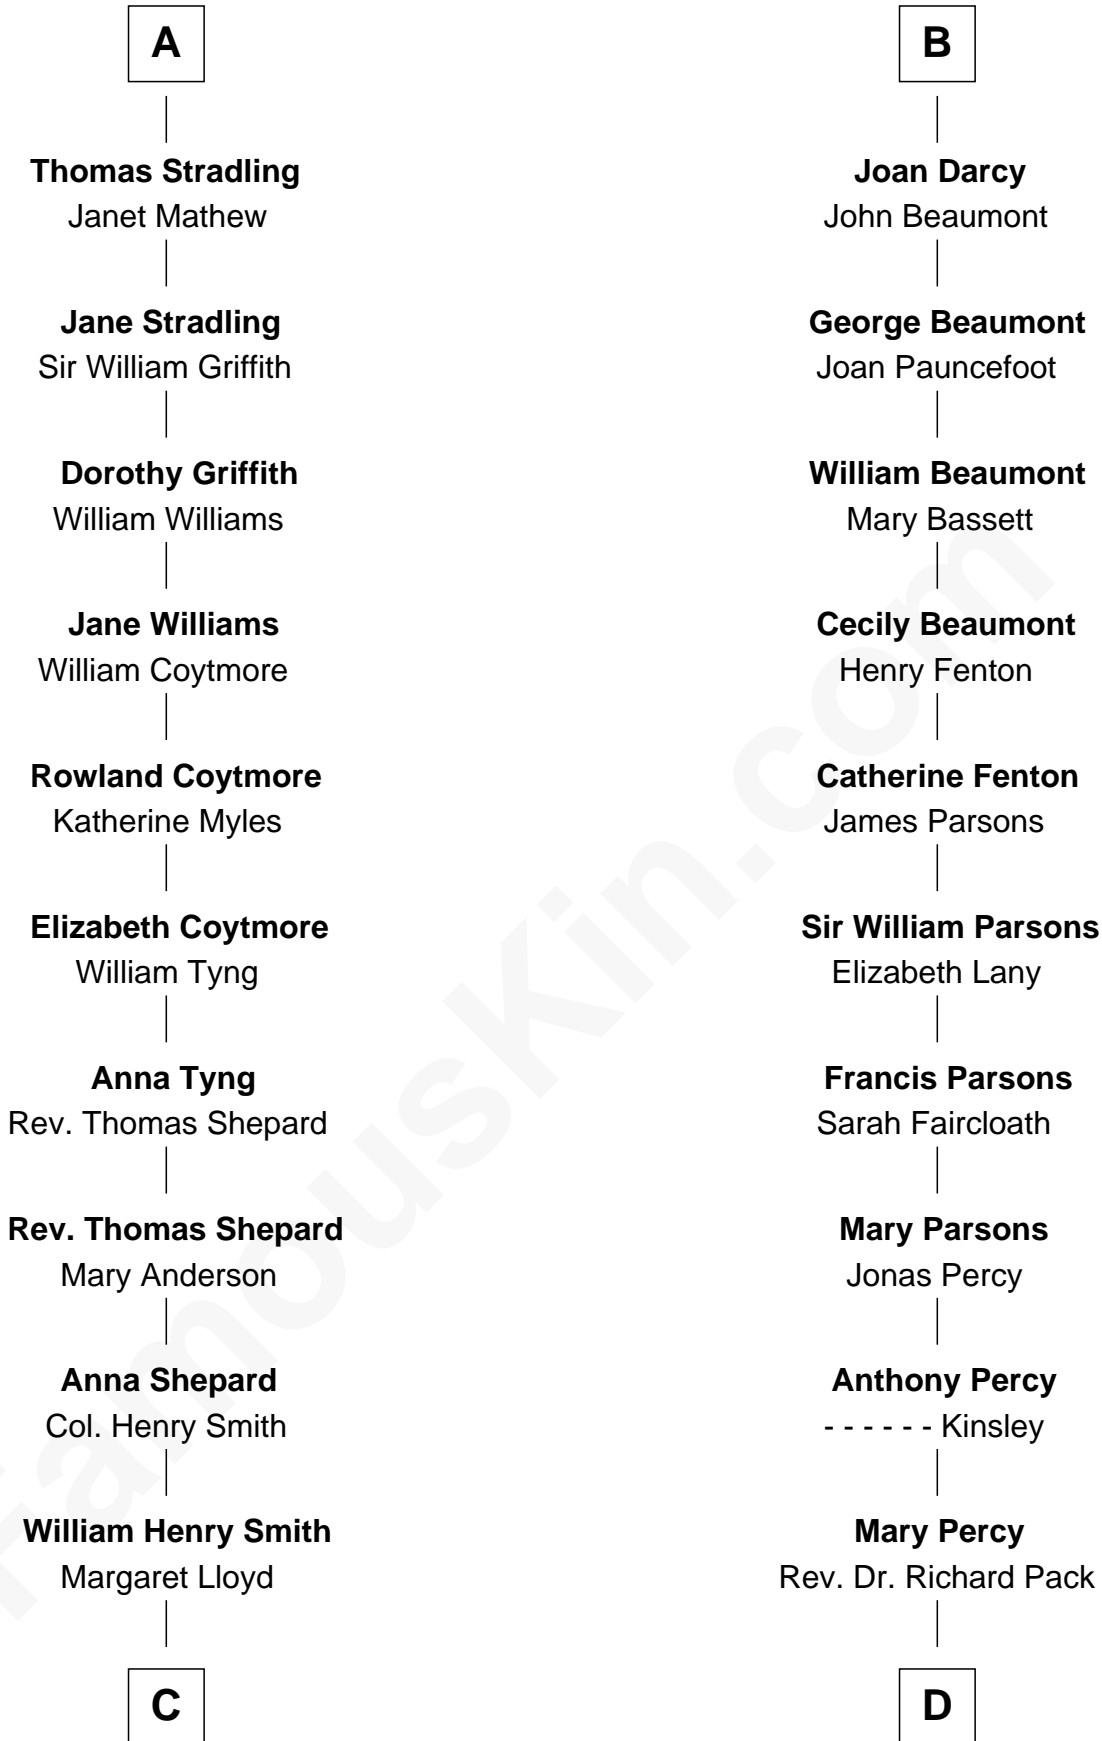 A
Thomas Stradling
Janet Mathew
Jane Stradling
Sir William Griffith
Dorothy Griffith
William Williams
Jane Williams
William Coytmore
Rowland Coytmore
Katherine Myles
Elizabeth Coytmore
William Tyng
Anna Tyng
Rev. Thomas Shepard
Rev. Thomas Shepard
Mary Anderson
Anna Shepard
Col. Henry Smith
William Henry Smith
Margaret Lloyd
C
B
Joan Darcy
John Beaumont
George Beaumont
Joan Pauncefoot
William Beaumont
Mary Bassett
Cecily Beaumont
Henry Fenton
Catherine Fenton
James Parsons
Sir William Parsons
Elizabeth Lany
Francis Parsons
Sarah Faircloath
Mary Parsons
Jonas Percy
Anthony Percy
- - - - - - Kinsley
Mary Percy
Rev. Dr. Richard Pack
D
FamousKin.com